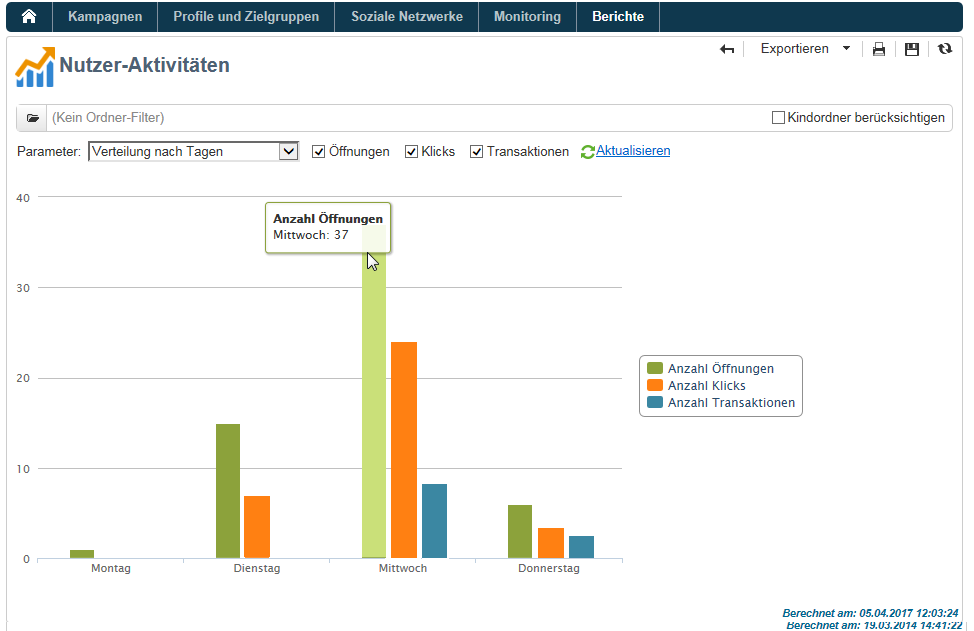 Kampagnen Profile und Zielgruppen Soziale Netzwerke Monitoring Berichte
Exportieren
Nutzer-Aktivitäten
(Kein Ordner-Filter) Kindordner berücksichtigen
Parameter: Verteilung nach Tagen Öffnungen Klicks Transaktionen Aktualisieren
40
Anzahl Öffnungen
Mittwoch: 37
30
20
10
0
Montag Dienstag Mittwoch Donnerstag
Anzahl Öffnungen
Anzahl Klicks
Anzahl Transaktionen
Berechnet am: 05.04.2017 12:03:24
Berechnet am: 19.03.2014 14:41:22